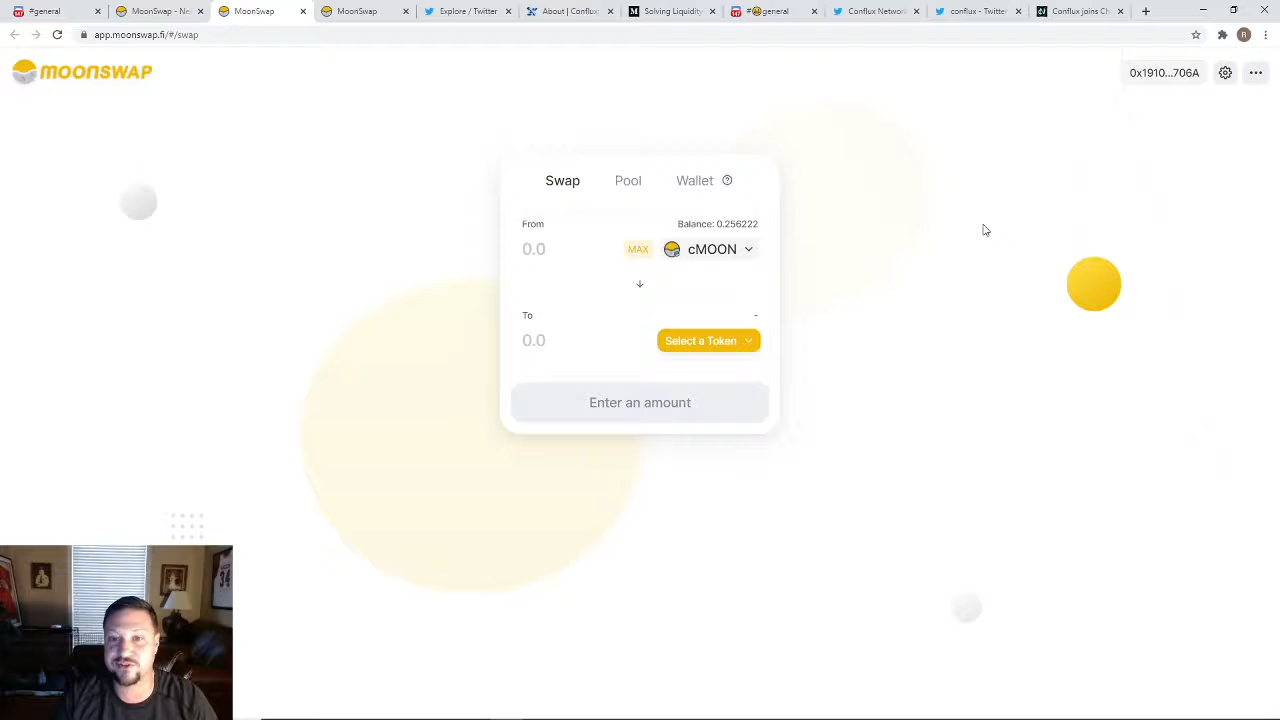 #general
MoonSwap - Ne
MoonSwap
MoonSwap
Explore / Twitter
About | Conflux
Solving Liquidity
#general
Conflux Network
conflux - Twitter
Conflux joins Ch
app.moonswap.fi/#/swap
R
MOONSWAP
0x1910...706A
Swap Pool Wallet ?
From Balance: 0.256222
0.0 MAX cMOON
To -
0.0 Select a Token
Enter an amount
34